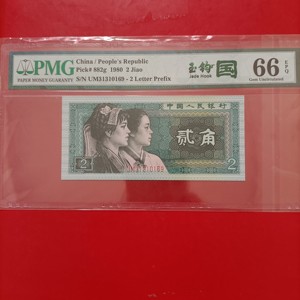 PMG
PAPER MONEY GUARANTY
China / People's Republic
Pick# 882g 1980 2 Jiao
S/N UM31310169 - 2 Letter Prefix
玉钩国
Jade Hook
66 EPQ
Gem Uncirculated
中国人民银行
贰角
2
2